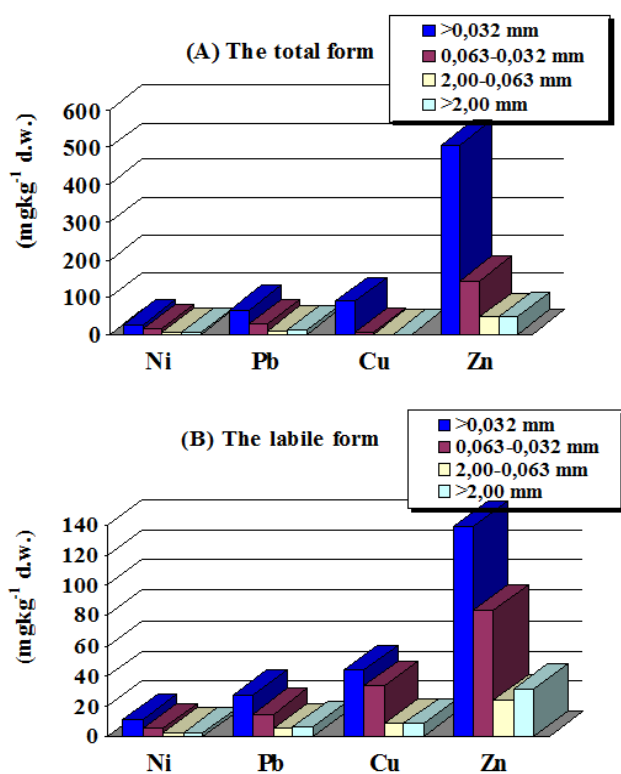 (A) The total form
>0,032 mm
0,063-0,032 mm
2,00-0,063 mm
>2,00 mm
(mgkg⁻¹ d.w.)
600
500
400
300
200
100
0
Ni Pb Cu Zn
(B) The labile form
>0,032 mm
0,063-0,032 mm
2,00-0,063 mm
>2,00 mm
(mgkg⁻¹ d.w.)
140
120
100
80
60
40
20
0
Ni Pb Cu Zn